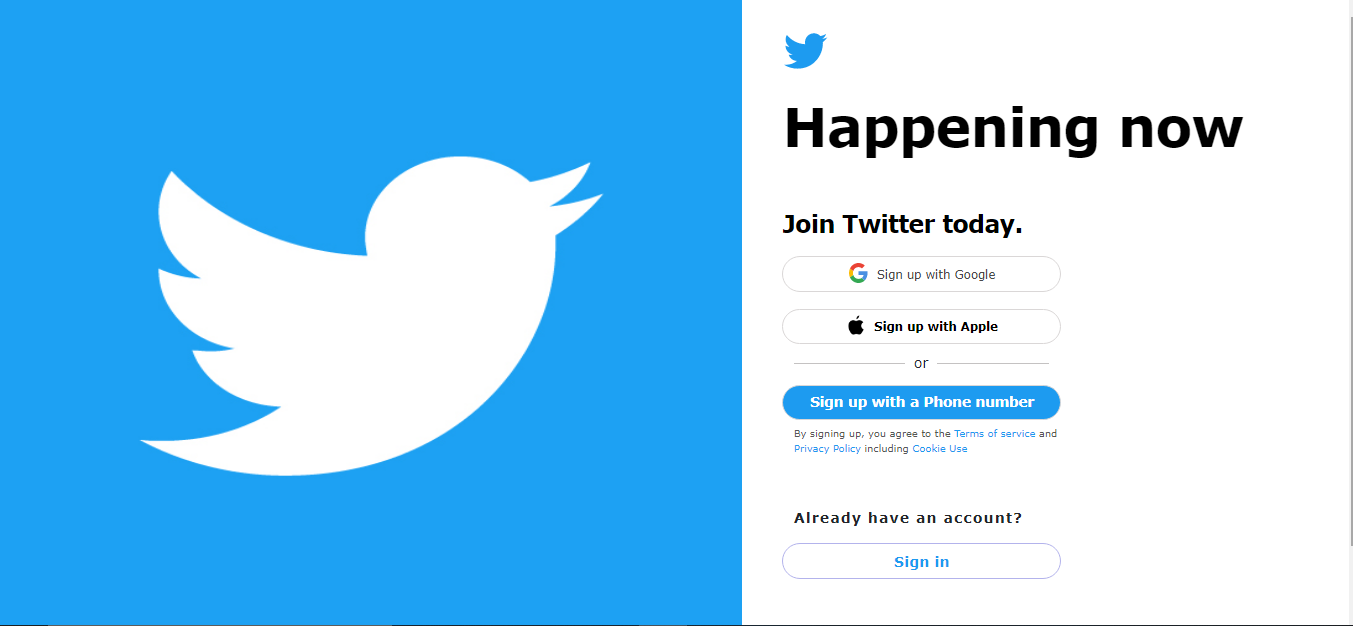 Happening now
Join Twitter today.
Sign up with Google
Sign up with Apple
or
Sign up with a Phone number
By signing up, you agree to the Terms of service and
Privacy Policy including Cookie Use
Already have an account?
Sign in